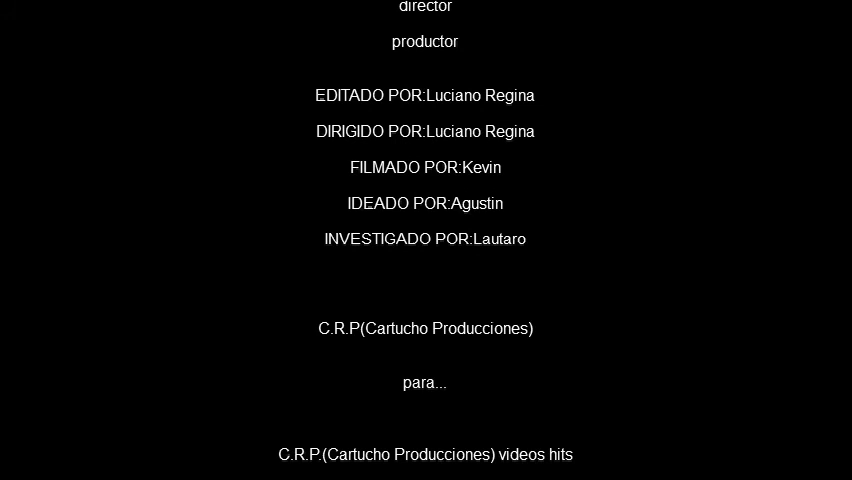 director
productor
EDITADO POR:Luciano Regina
DIRIGIDO POR:Luciano Regina
FILMADO POR:Kevin
IDEADO POR:Agustin
INVESTIGADO POR:Lautaro
C.R.P(Cartucho Producciones)
para...
C.R.P.(Cartucho Producciones) videos hits